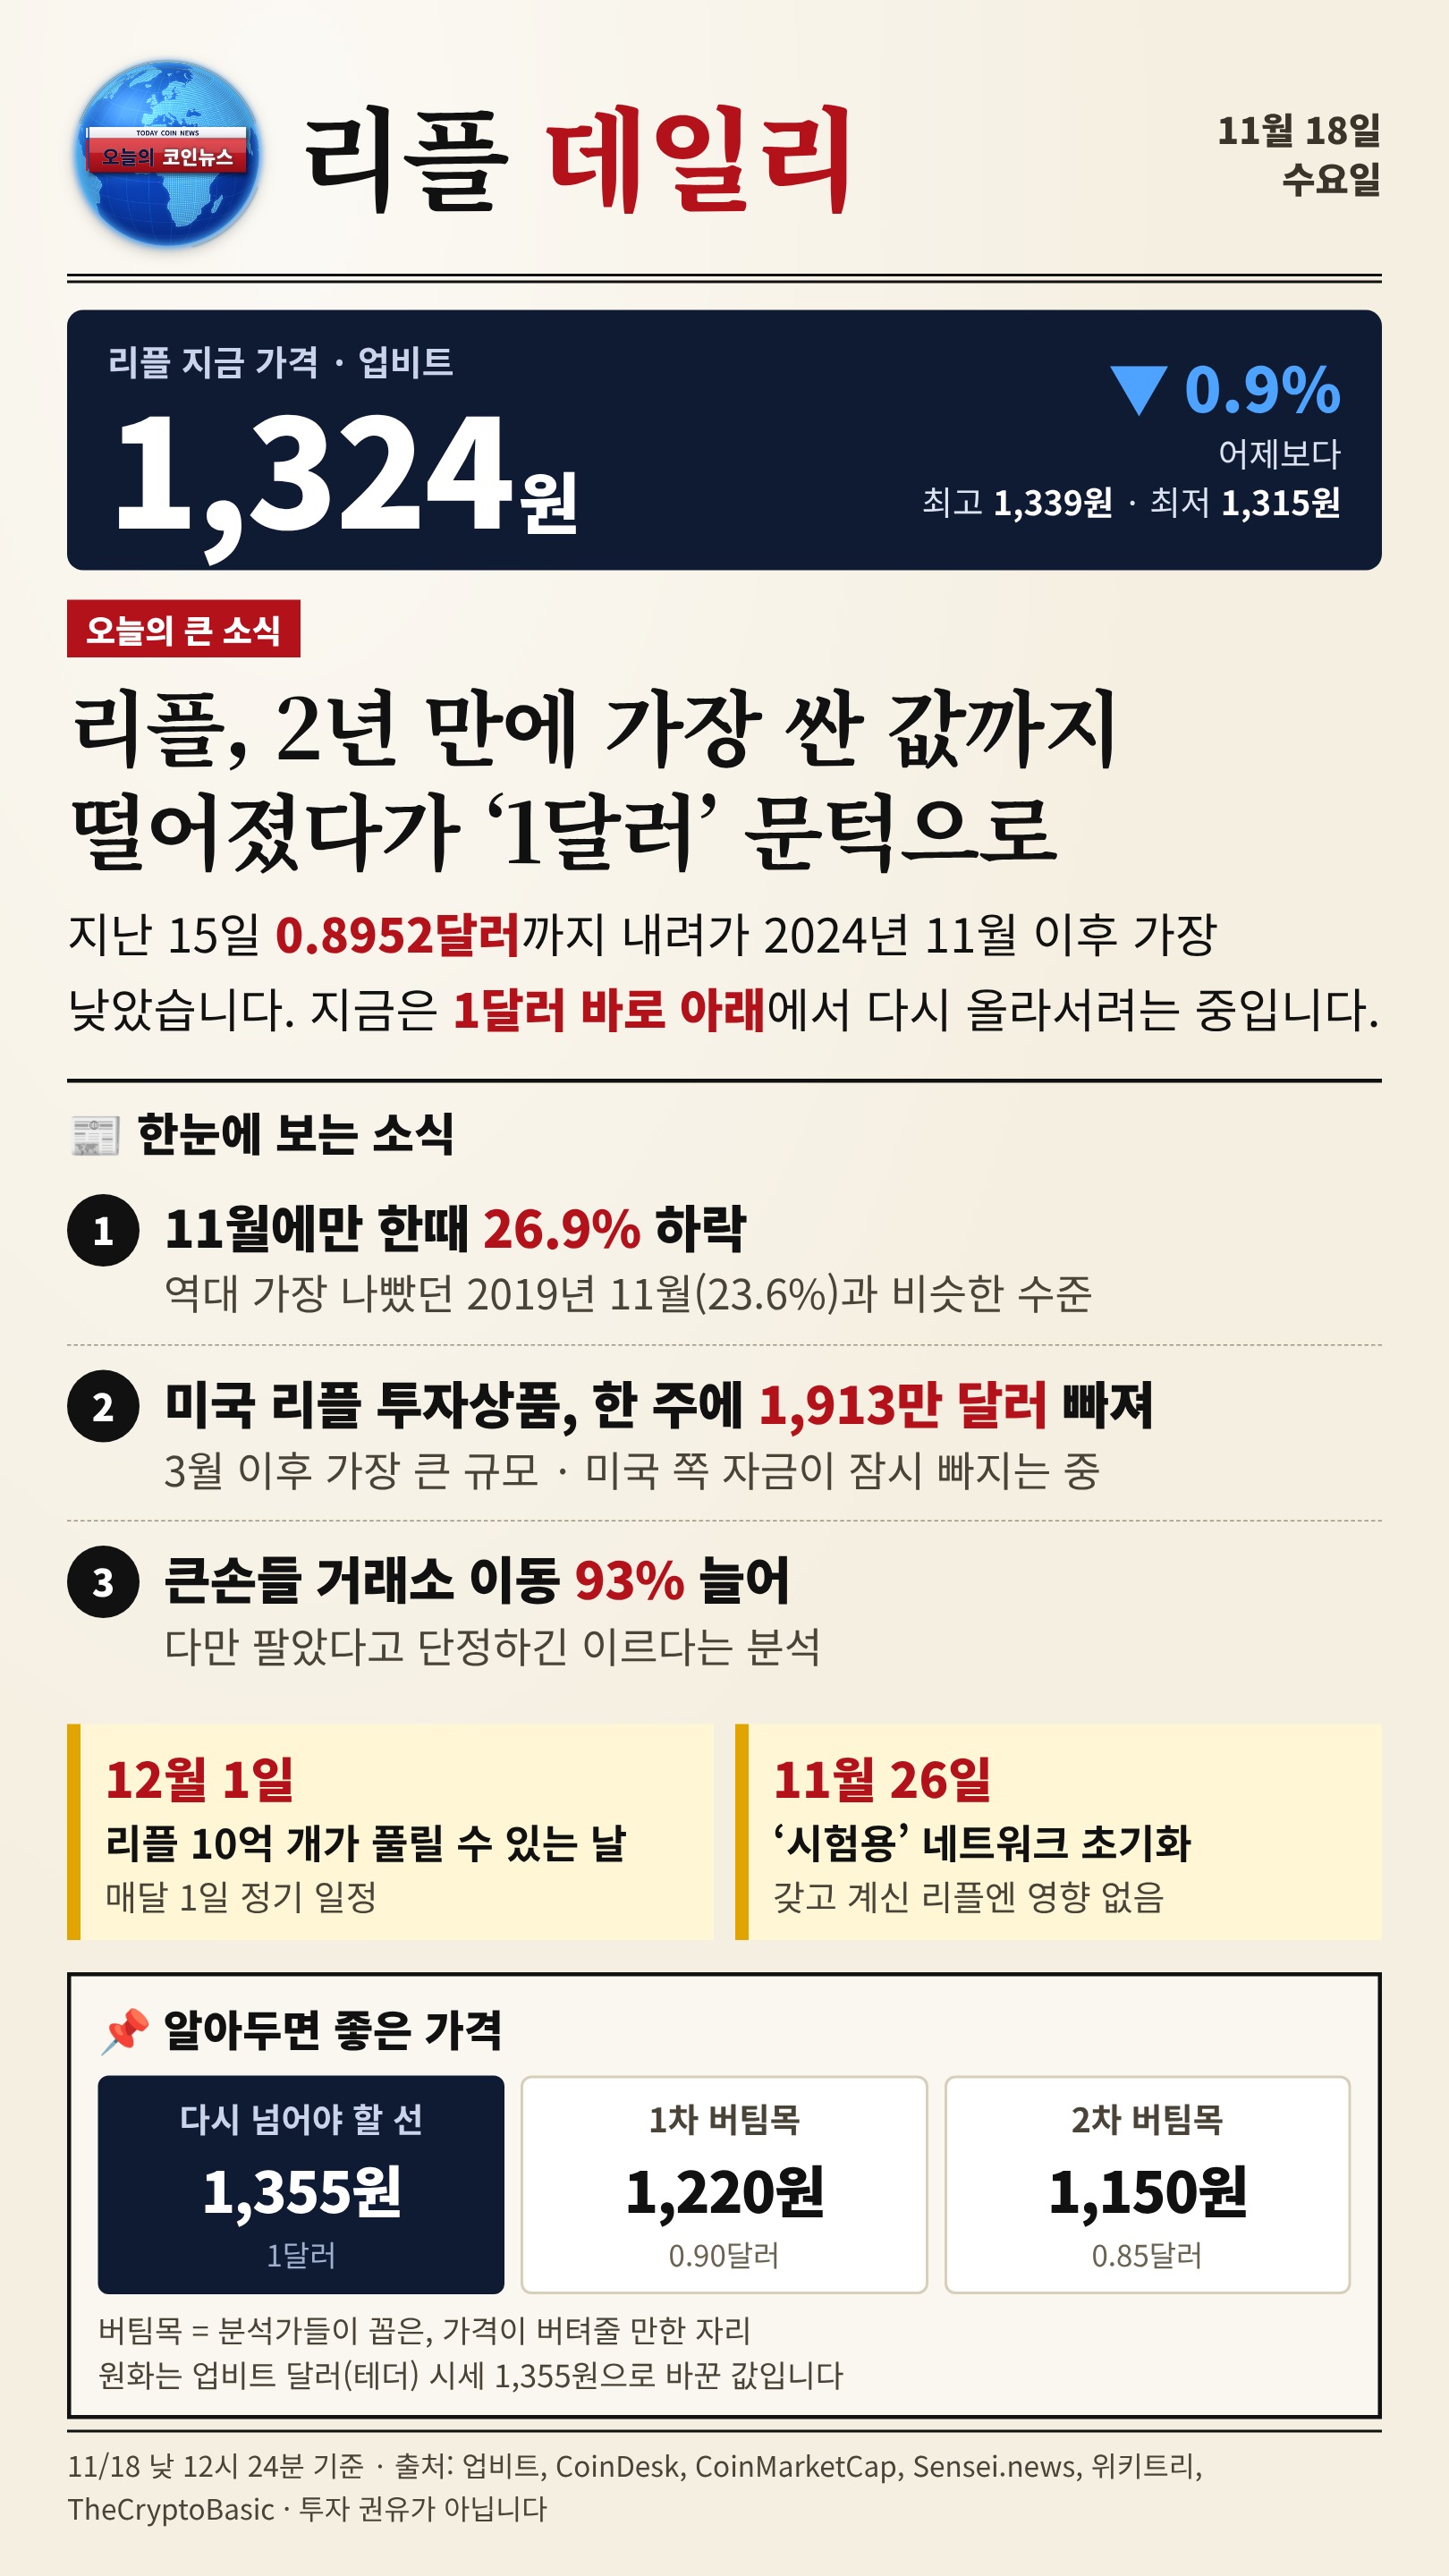 TODAY COIN NEWS
오늘의 코인뉴스
리플 데일리
11월 18일
수요일
리플 지금 가격 · 업비트
1,324원
▼ 0.9%
어제보다
최고 1,339원 · 최저 1,315원
오늘의 큰 소식
리플, 2년 만에 가장 싼 값까지
떨어졌다가 ‘1달러’ 문턱으로
지난 15일 0.8952달러까지 내려가 2024년 11월 이후 가장
낮았습니다. 지금은 1달러 바로 아래에서 다시 올라서려는 중입니다.
한눈에 보는 소식
1 11월에만 한때 26.9% 하락
역대 가장 나빴던 2019년 11월(23.6%)과 비슷한 수준
2 미국 리플 투자상품, 한 주에 1,913만 달러 빠져
3월 이후 가장 큰 규모 · 미국 쪽 자금이 잠시 빠지는 중
3 큰손들 거래소 이동 93% 늘어
다만 팔았다고 단정하긴 이르다는 분석
12월 1일
리플 10억 개가 풀릴 수 있는 날
매달 1일 정기 일정
11월 26일
‘시험용’ 네트워크 초기화
갖고 계신 리플엔 영향 없음
알아두면 좋은 가격
다시 넘어야 할 선
1,355원
1달러
1차 버팀목
1,220원
0.90달러
2차 버팀목
1,150원
0.85달러
버팀목 = 분석가들이 꼽은, 가격이 버텨줄 만한 자리
원화는 업비트 달러(테더) 시세 1,355원으로 바꾼 값입니다
11/18 낮 12시 24분 기준 · 출처: 업비트, CoinDesk, CoinMarketCap, Sensei.news, 위키트리,
TheCryptoBasic · 투자 권유가 아닙니다